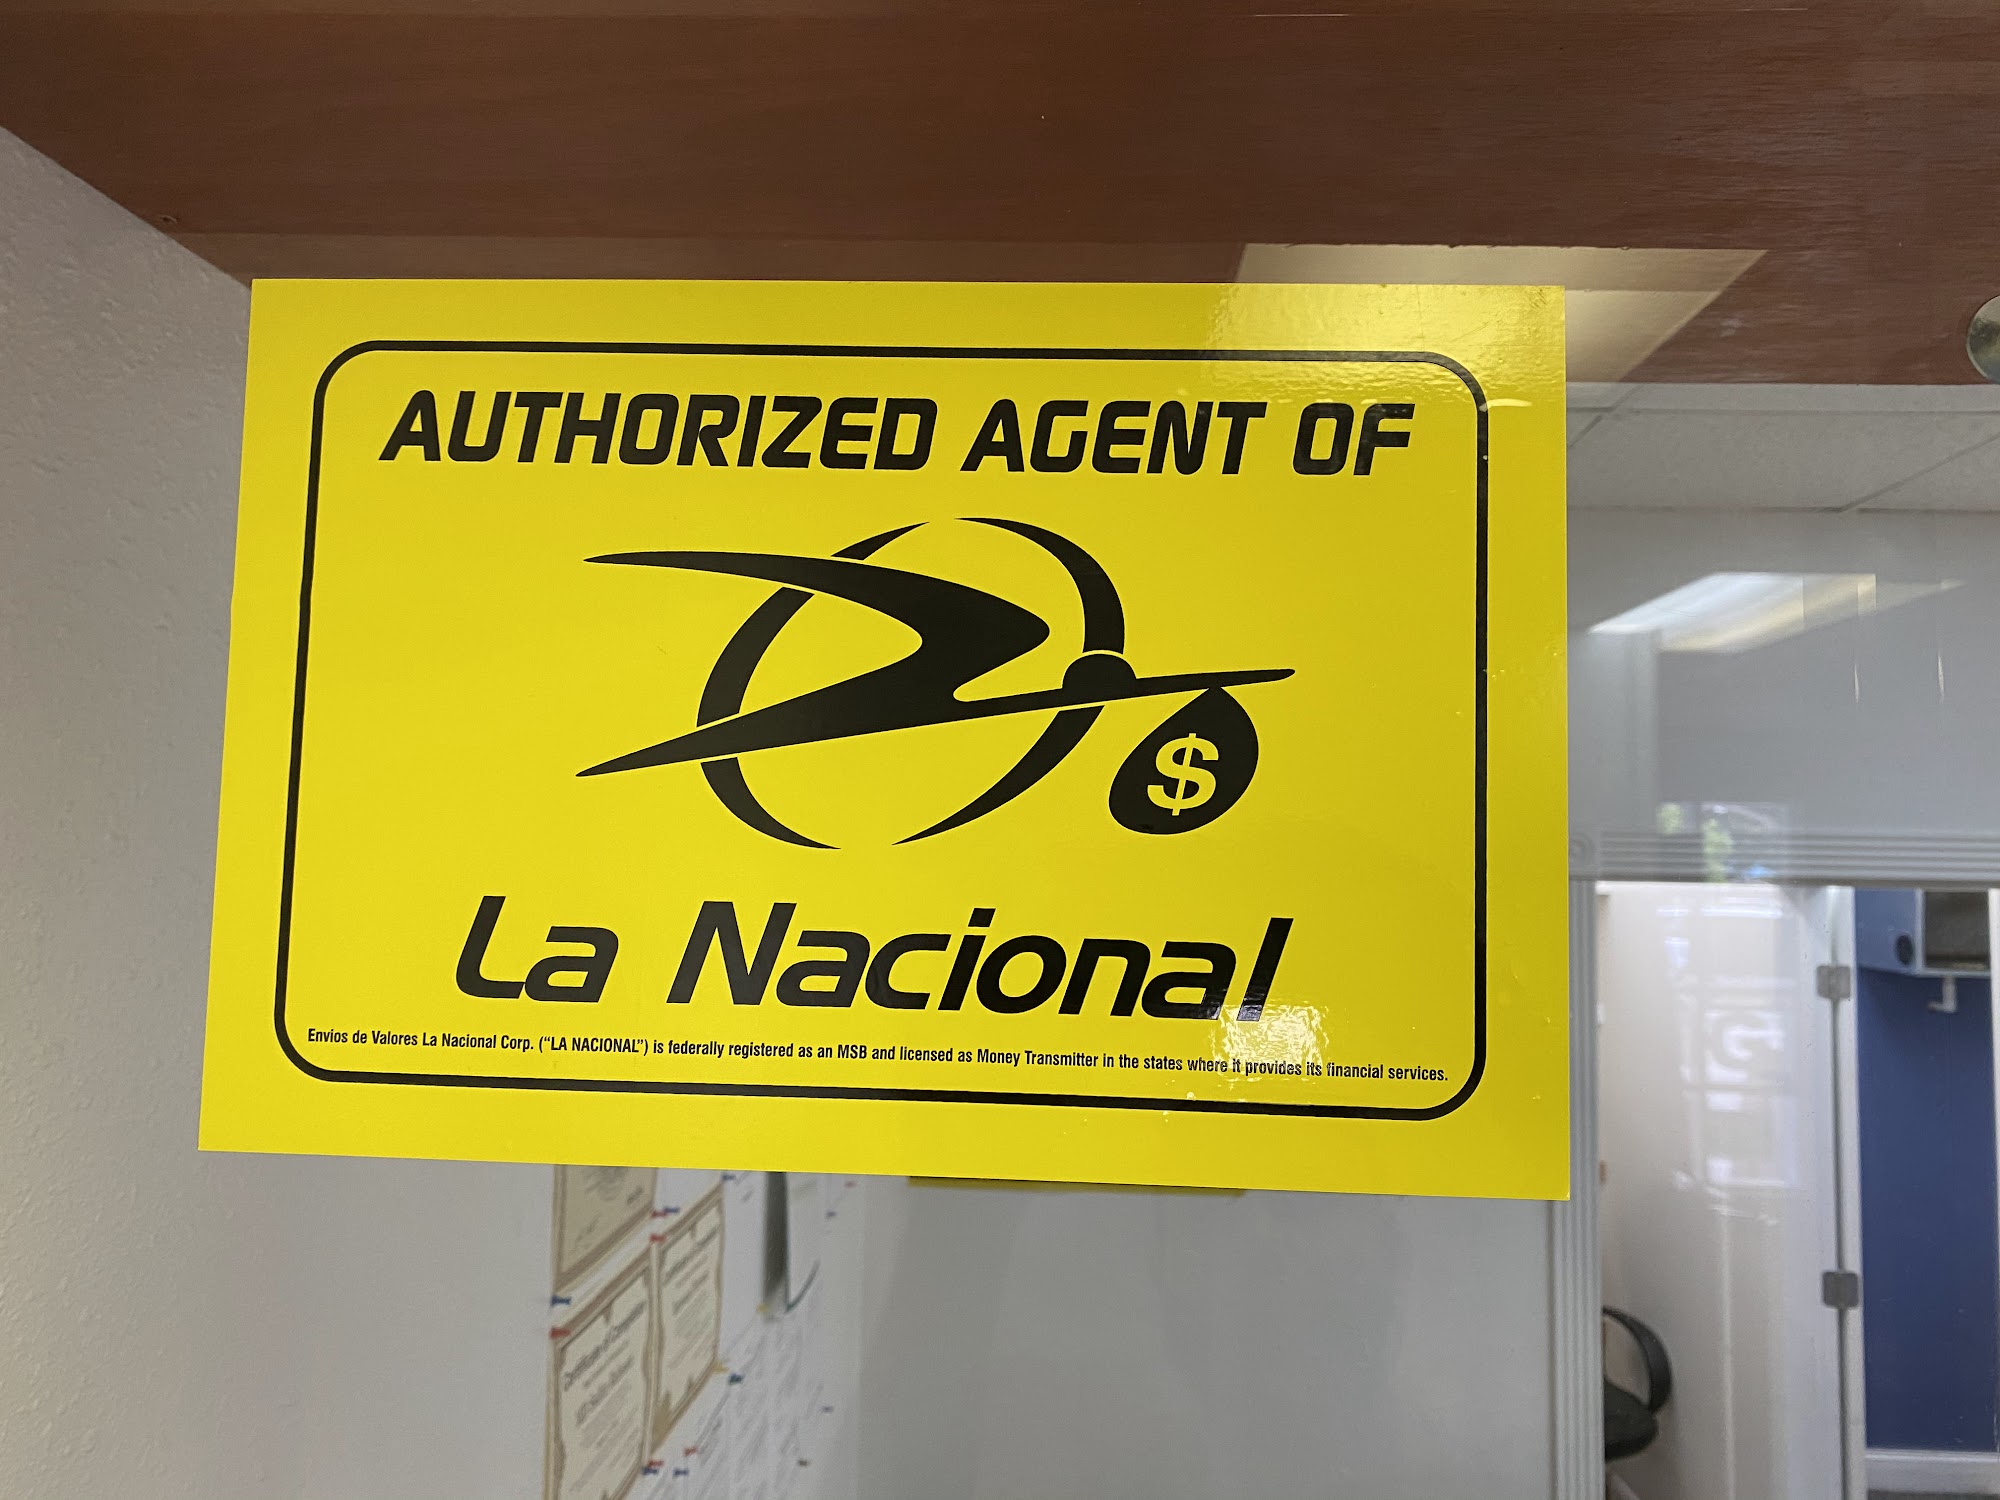 AUTHORIZED AGENT OF
$
La Nacional
Envios de Valores La Nacional Corp. ("LA NACIONAL") is federally registered as an MSB and licensed as Money Transmitter in the states where it provides its financial services.